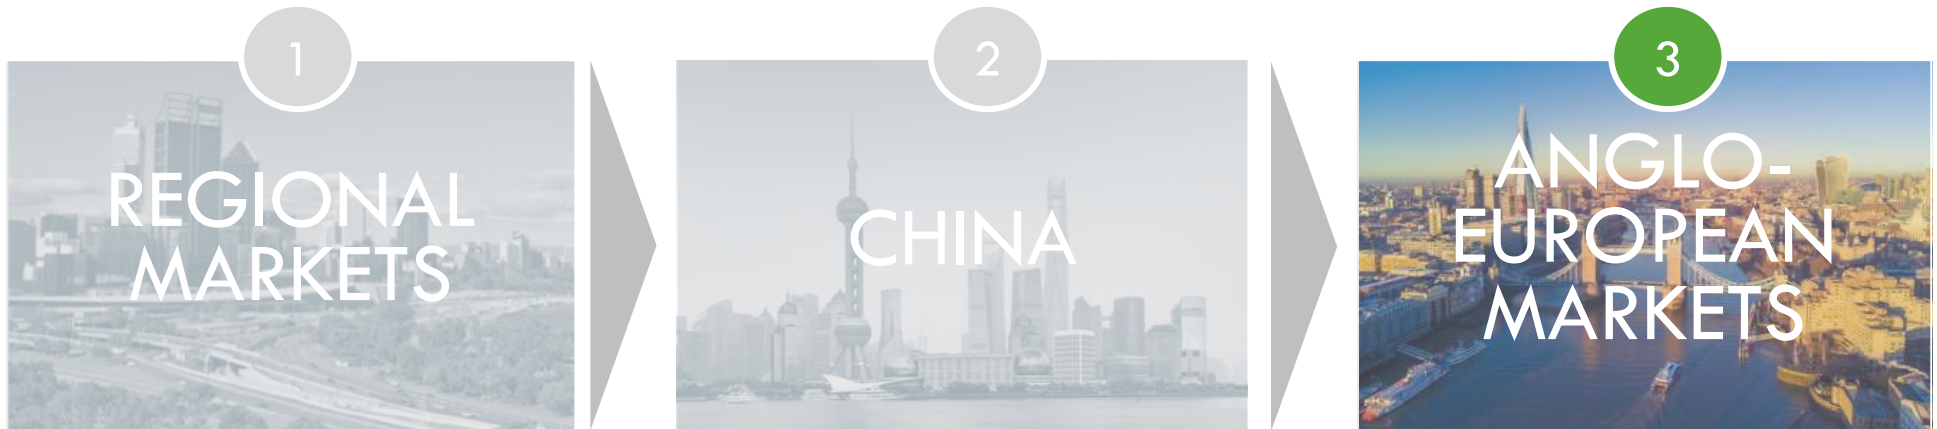 1
REGIONAL
MARKETS
2
CHINA
3
ANGLO-
EUROPEAN
MARKETS